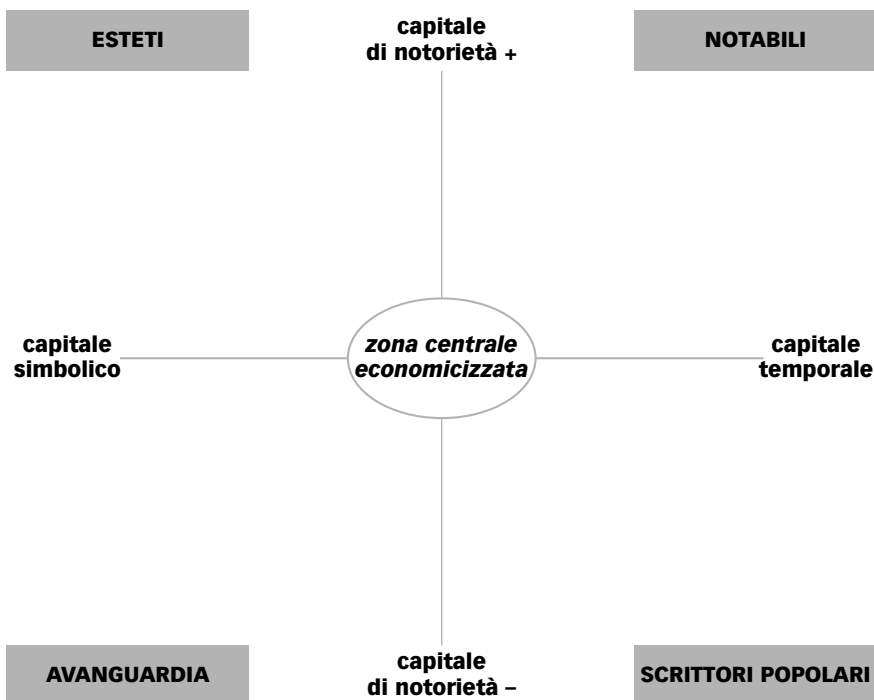 ESTETI
capitale
di notorietà +
NOTABILI
capitale
simbolico
zona centrale
economicizzata
capitale
temporale
AVANGUARDIA
capitale
di notorietà –
SCRITTORI POPOLARI